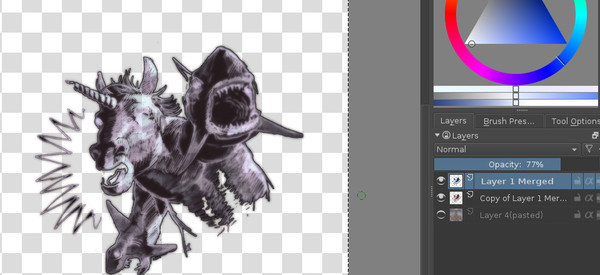 Layers
Brush Pres...
Tool Options
Layers
Normal
Opacity: 77%
Layer 1 Merged
Copy of Layer 1 Mer...
Layer 4(pasted)